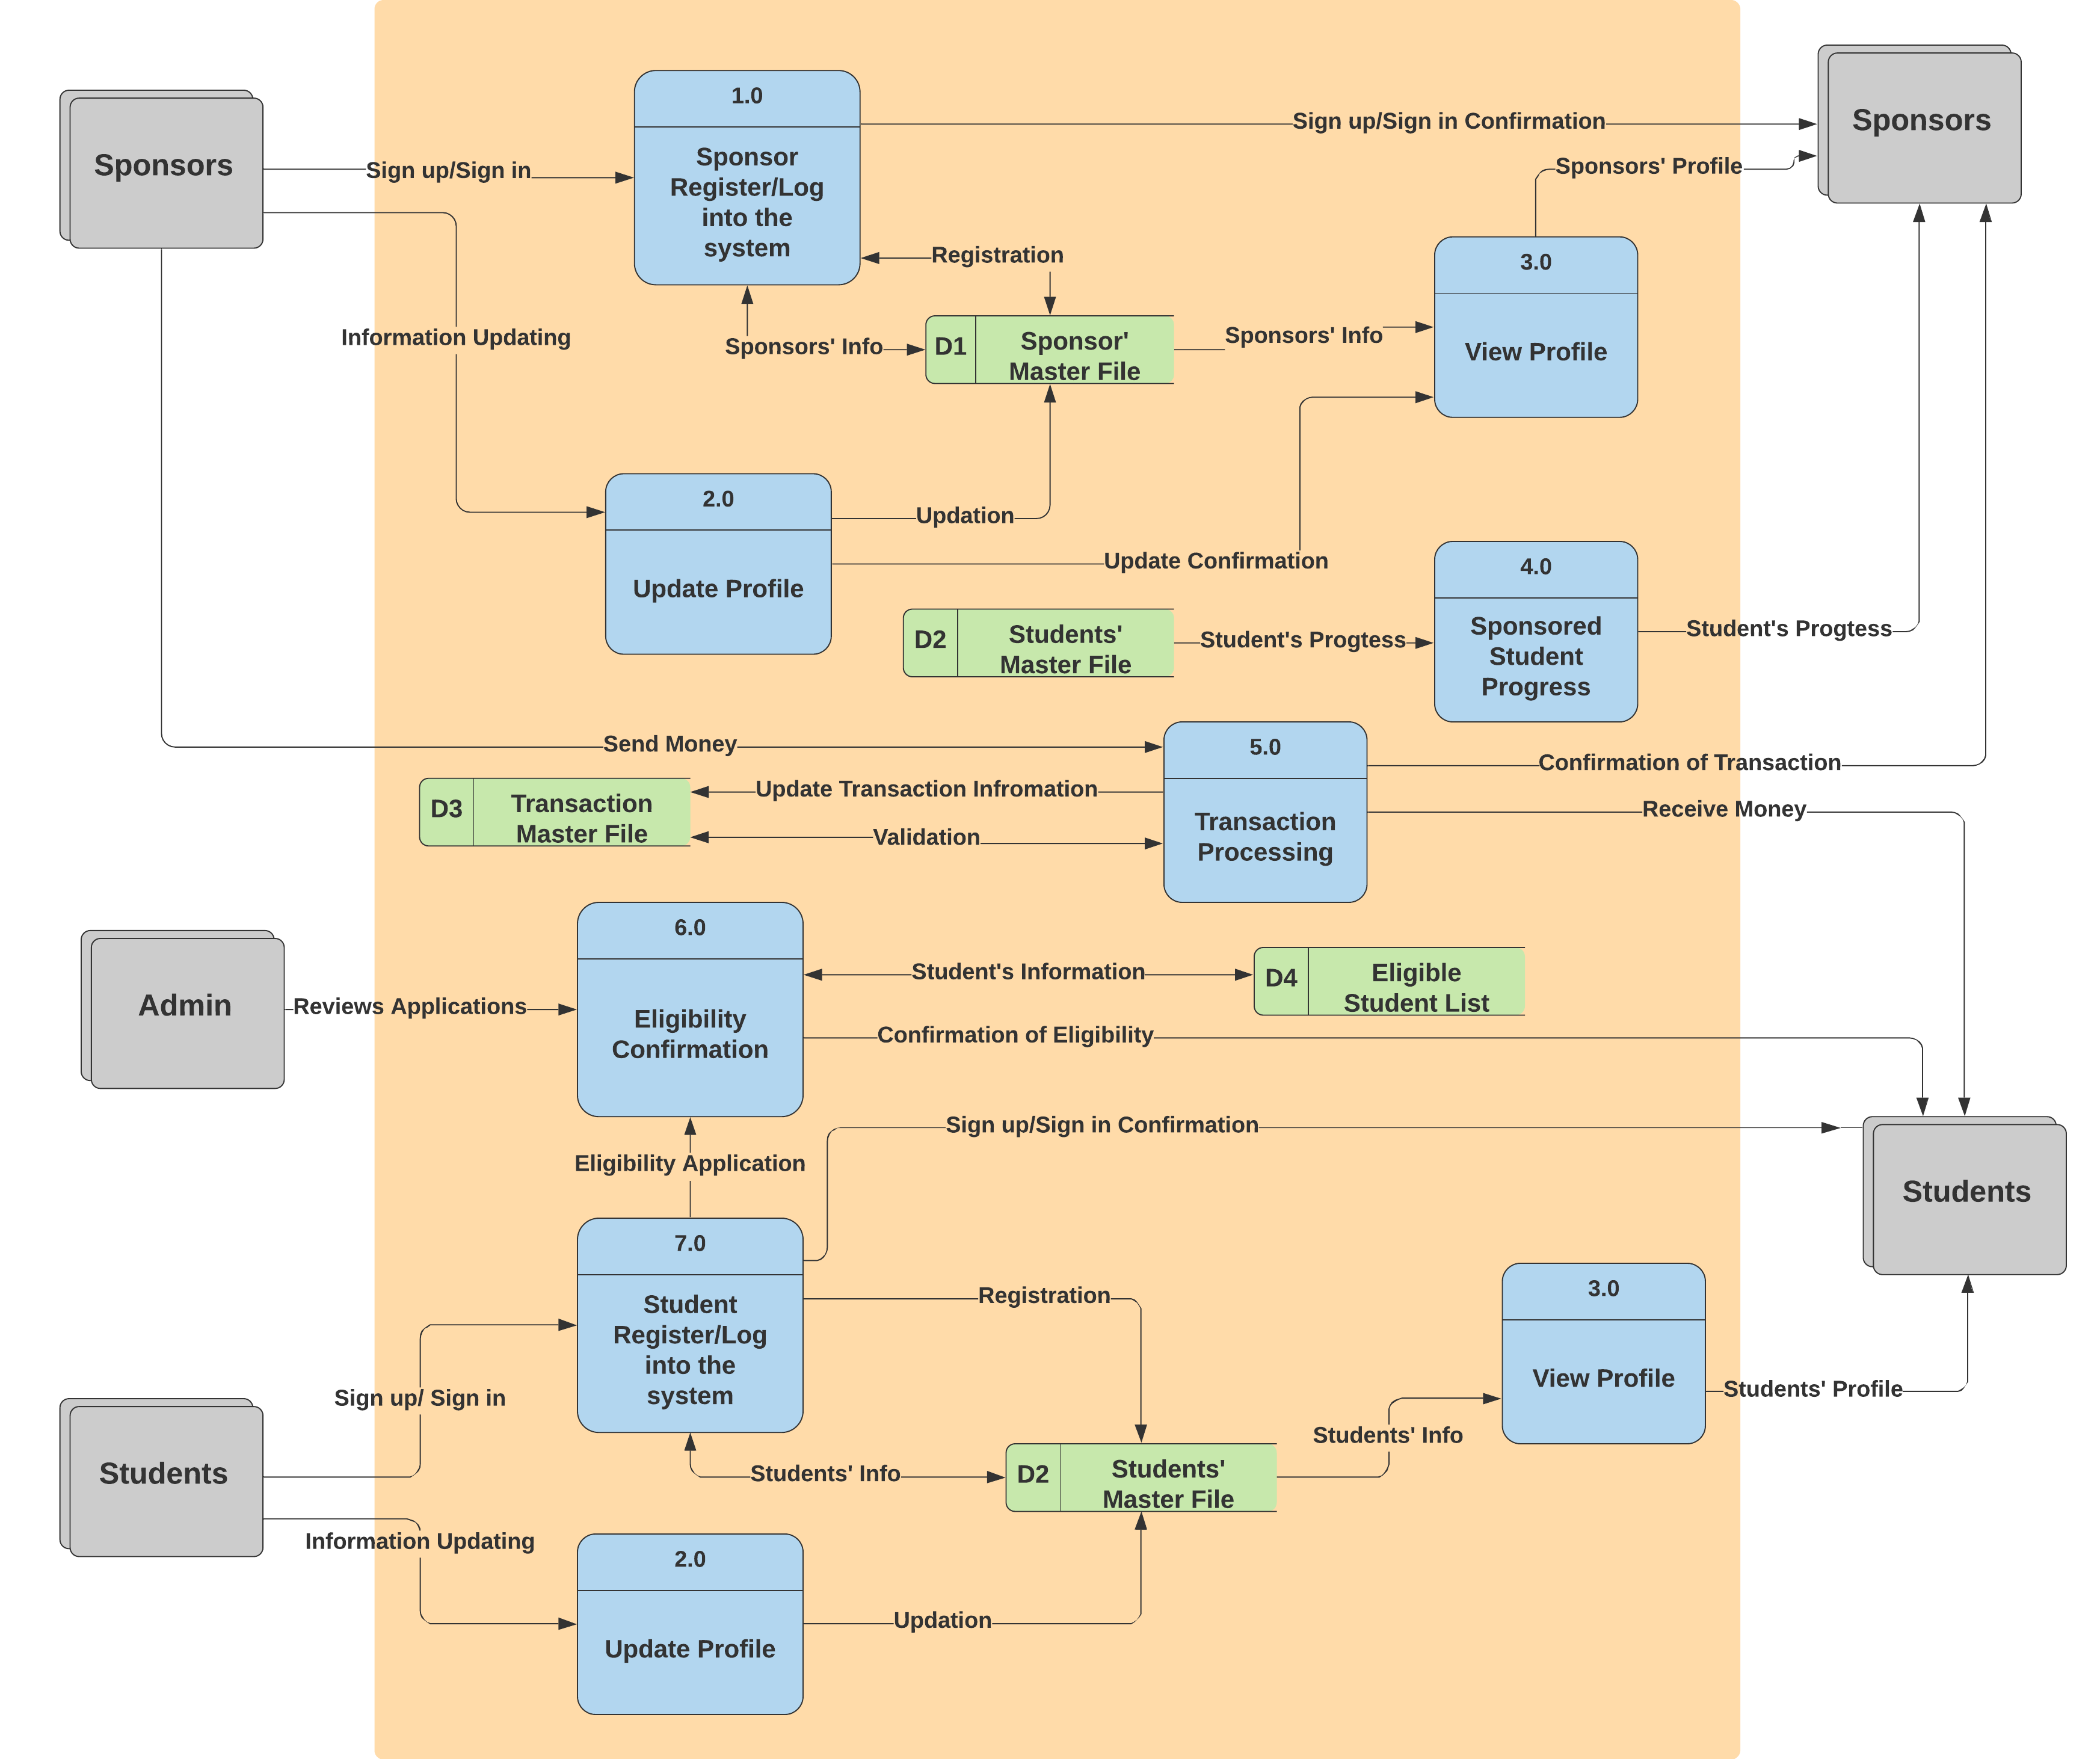 Sponsors
Sign up/Sign in
Information Updating
1.0
Sponsor
Register/Log
into the
system
Sign up/Sign in Confirmation
Sponsors
Sponsors' Profile
Registration
Sponsors' Info
D1
Sponsor'
Master File
Sponsors' Info
3.0
View Profile
2.0
Update Profile
Updation
Update Confirmation
D2
Students'
Master File
Student's Progtess
4.0
Sponsored
Student
Progress
Student's Progtess
Send Money
5.0
Transaction
Processing
Confirmation of Transaction
Receive Money
D3
Transaction
Master File
Update Transaction Infromation
Validation
Admin
Reviews Applications
6.0
Eligibility
Confirmation
Student's Information
D4
Eligible
Student List
Confirmation of Eligibility
Sign up/Sign in Confirmation
Eligibility Application
Students
7.0
Student
Register/Log
into the
system
Registration
3.0
View Profile
Students' Profile
Sign up/ Sign in
Students
Students' Info
D2
Students'
Master File
Students' Info
Information Updating
2.0
Update Profile
Updation